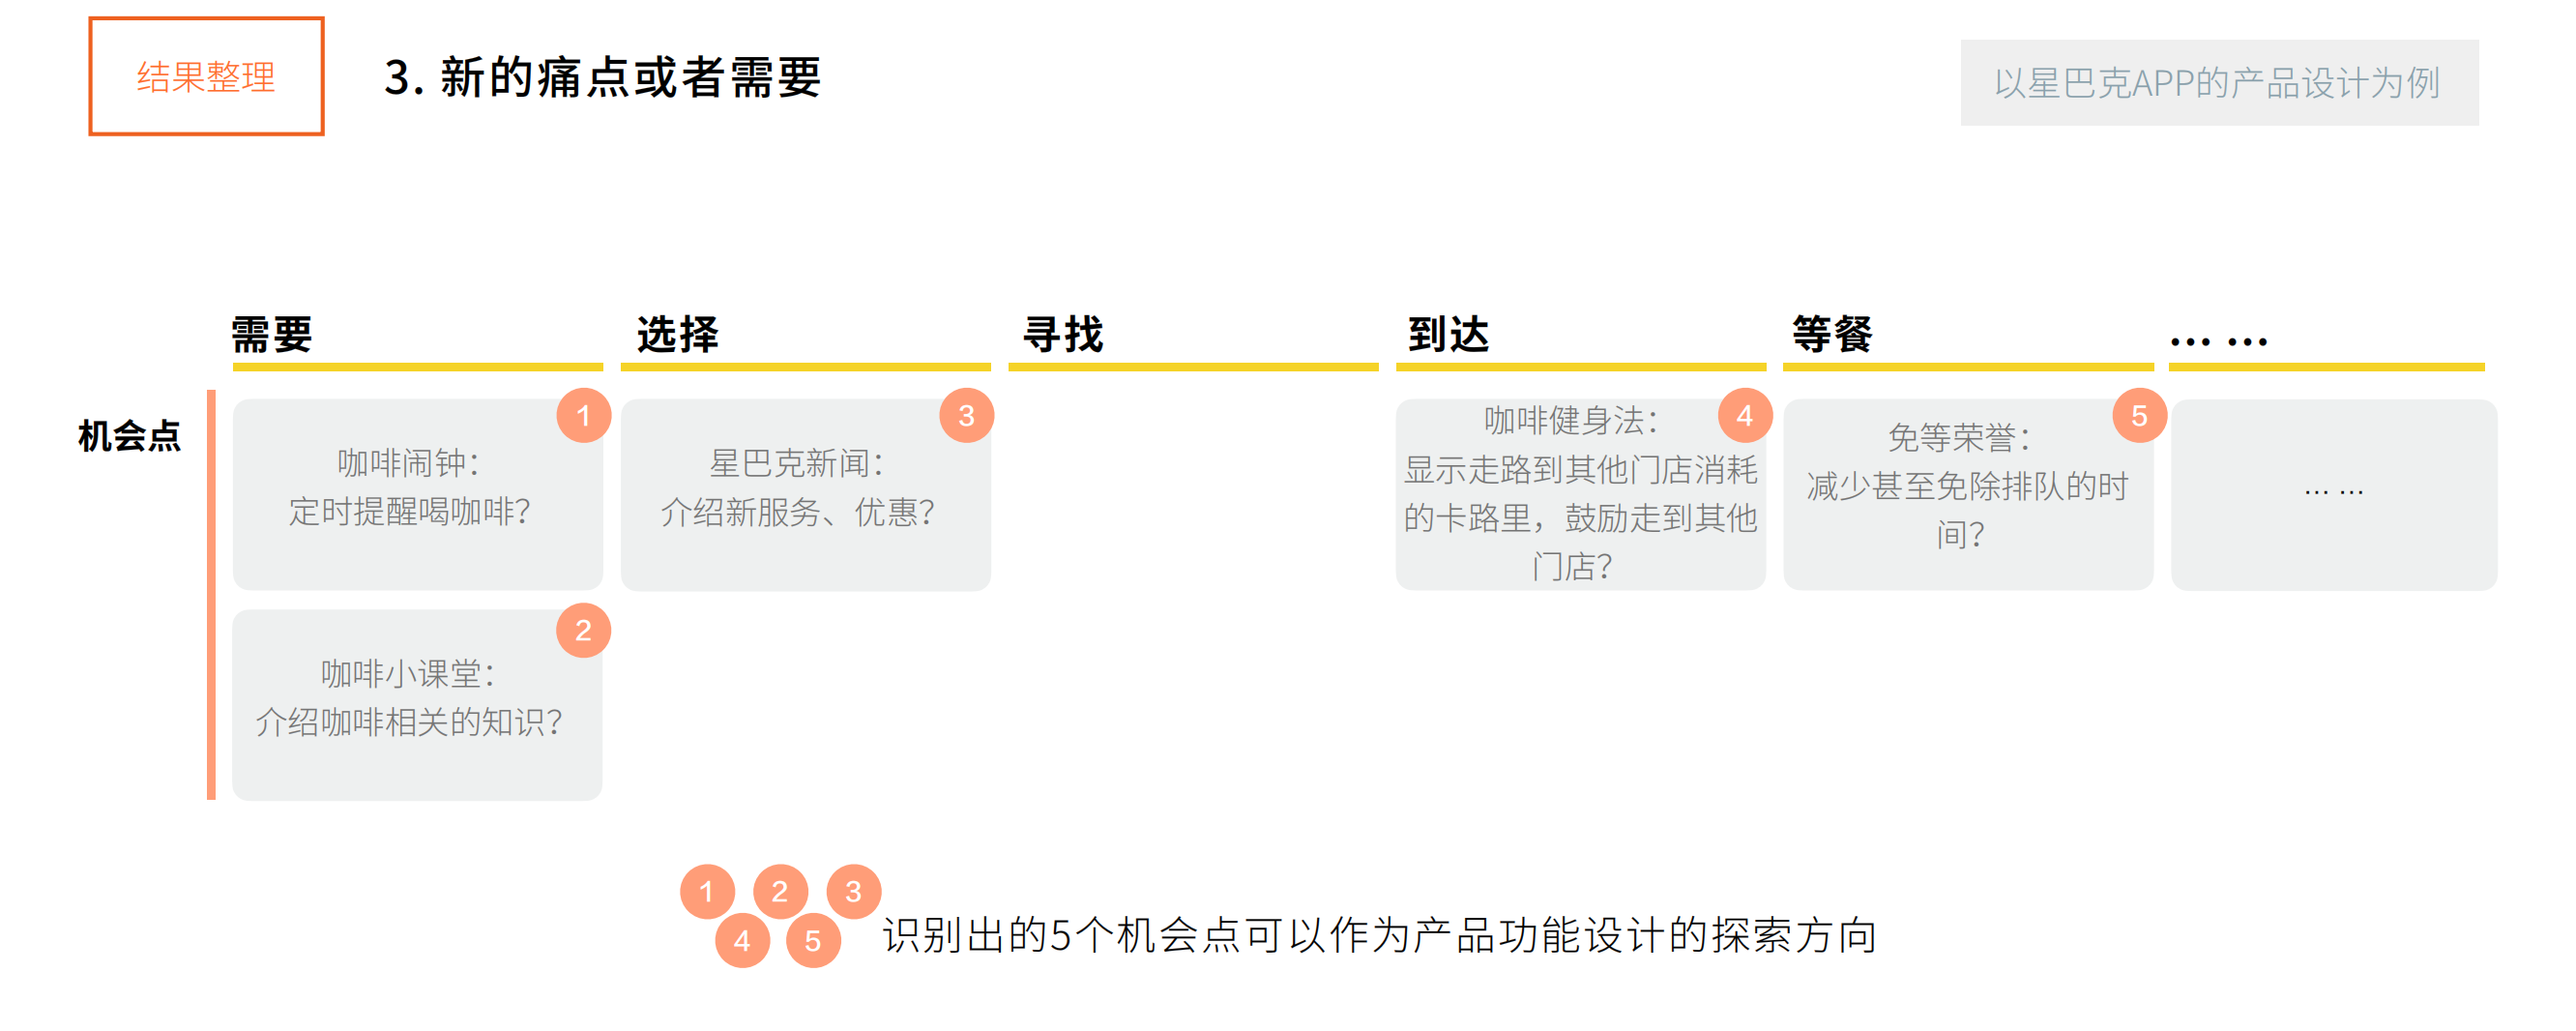 结果整理
3. 新的痛点或者需要
以星巴克APP的产品设计为例
需要
选择
寻找
到达
等餐
... ...
机会点
1
咖啡闹钟：
定时提醒喝咖啡？
3
星巴克新闻：
介绍新服务、优惠？
4
咖啡健身法：
显示走路到其他门店消耗
的卡路里，鼓励走到其他
门店？
5
免等荣誉：
减少甚至免除排队的时
间？
... ...
2
咖啡小课堂：
介绍咖啡相关的知识？
1 2 3
4 5
识别出的5个机会点可以作为产品功能设计的探索方向